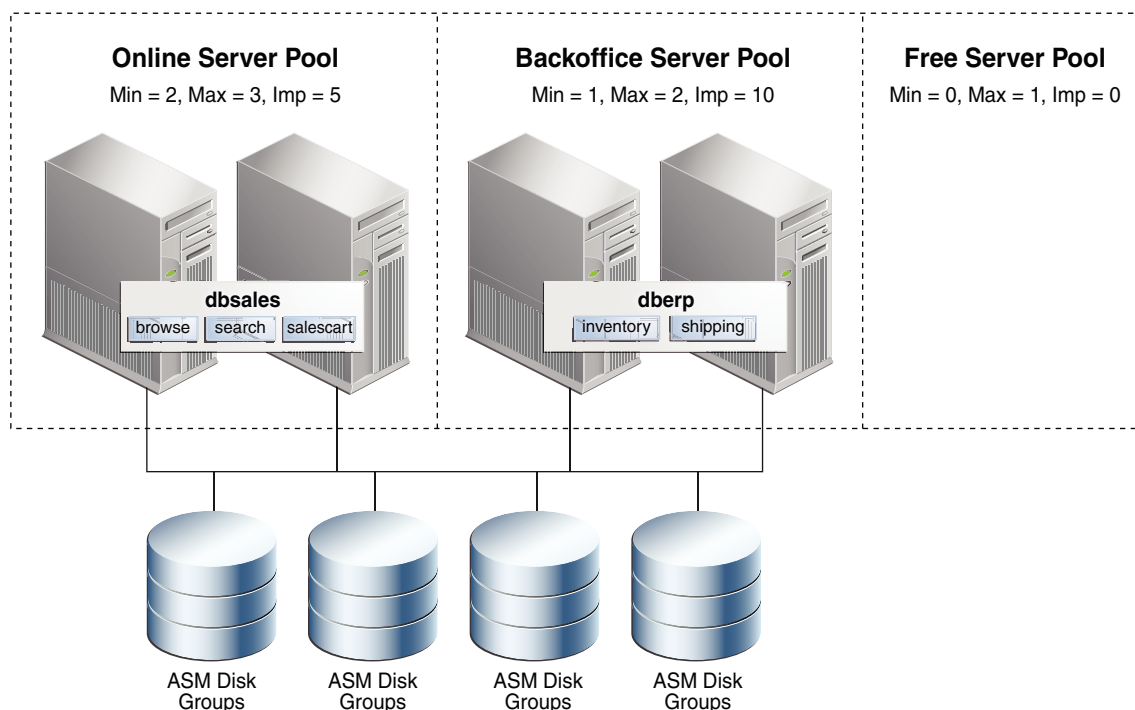 Online Server Pool
Min = 2, Max = 3, Imp = 5
Backoffice Server Pool
Min = 1, Max = 2, Imp = 10
Free Server Pool
Min = 0, Max = 1, Imp = 0
dbsales
browse search salescart
dberp
inventory shipping
ASM Disk
Groups
ASM Disk
Groups
ASM Disk
Groups
ASM Disk
Groups